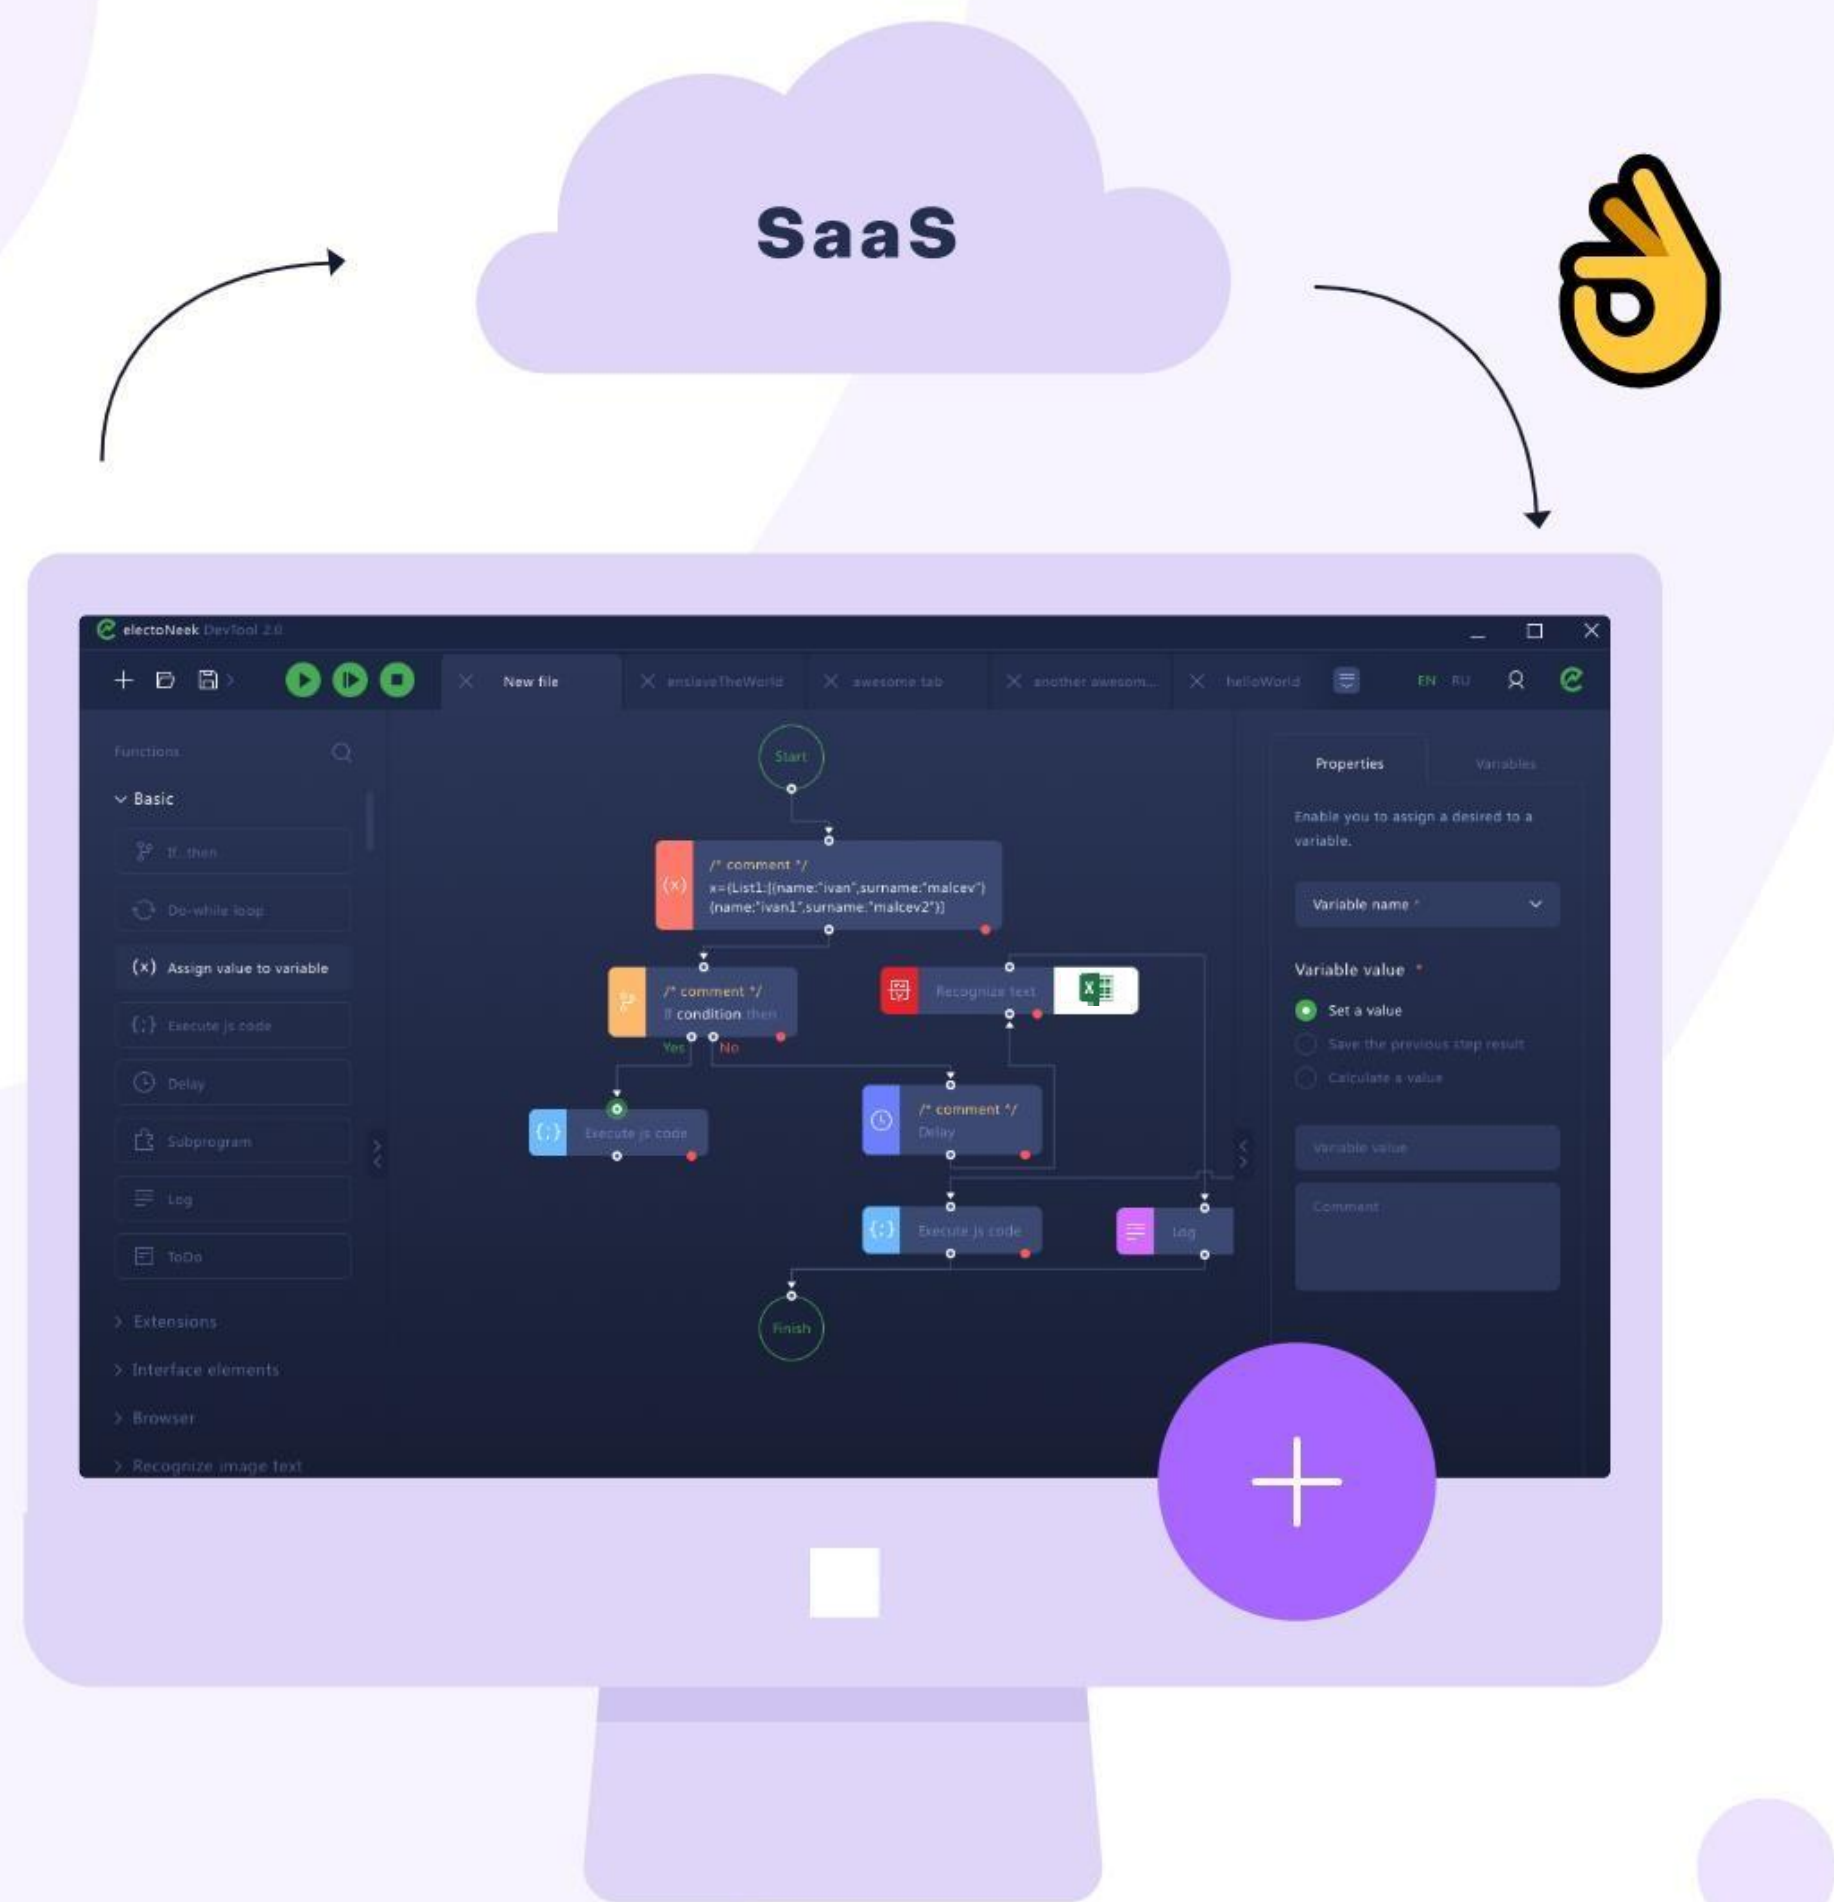 SaaS
electoNeek DevTool 2.0
New file
enslaveTheWorld
awesome tab
another awesom...
helloWorld
EN RU
Functions
Basic
If...then
Do-while loop
(x) Assign value to variable
{;} Execute js code
Delay
Subprogram
Log
ToDo
Extensions
Interface elements
Browser
Recognize image text
Start
(x)
/* comment */
x={List1:[{name:"ivan",surname:"malcev"}
{name:"ivan1",surname:"malcev2"}]
/* comment */
If condition then
Yes
No
Recognize text
X
{;} Execute js code
/* comment */
Delay
{;} Execute js code
Log
Finish
Properties
Variables
Enable you to assign a desired to a
variable.
Variable name *
Variable value *
Set a value
Save the previous step result
Calculate a value
Variable value
Comment